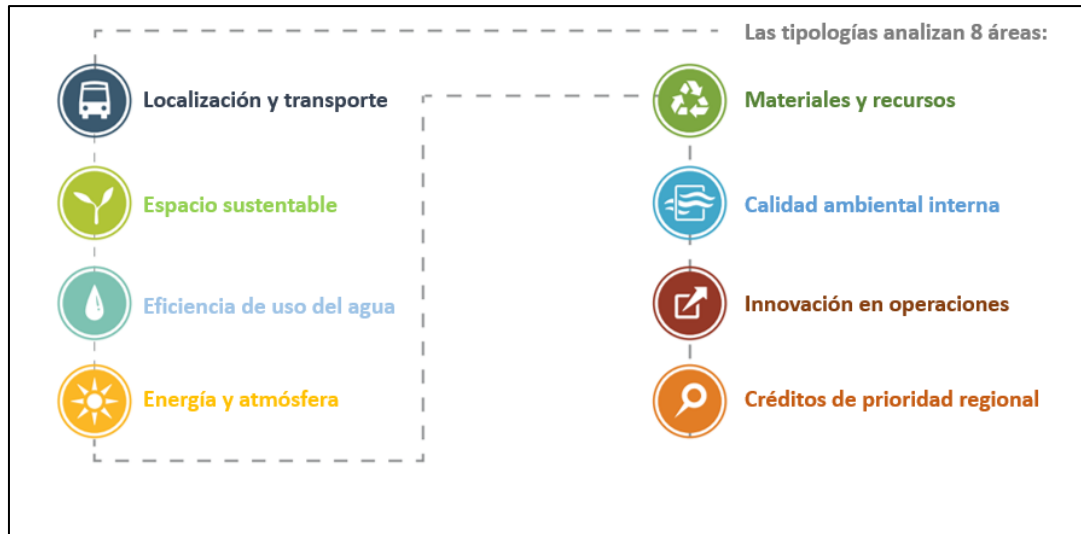 Las tipologías analizan 8 áreas:
Localización y transporte
Espacio sustentable
Eficiencia de uso del agua
Energía y atmósfera
Materiales y recursos
Calidad ambiental interna
Innovación en operaciones
Créditos de prioridad regional